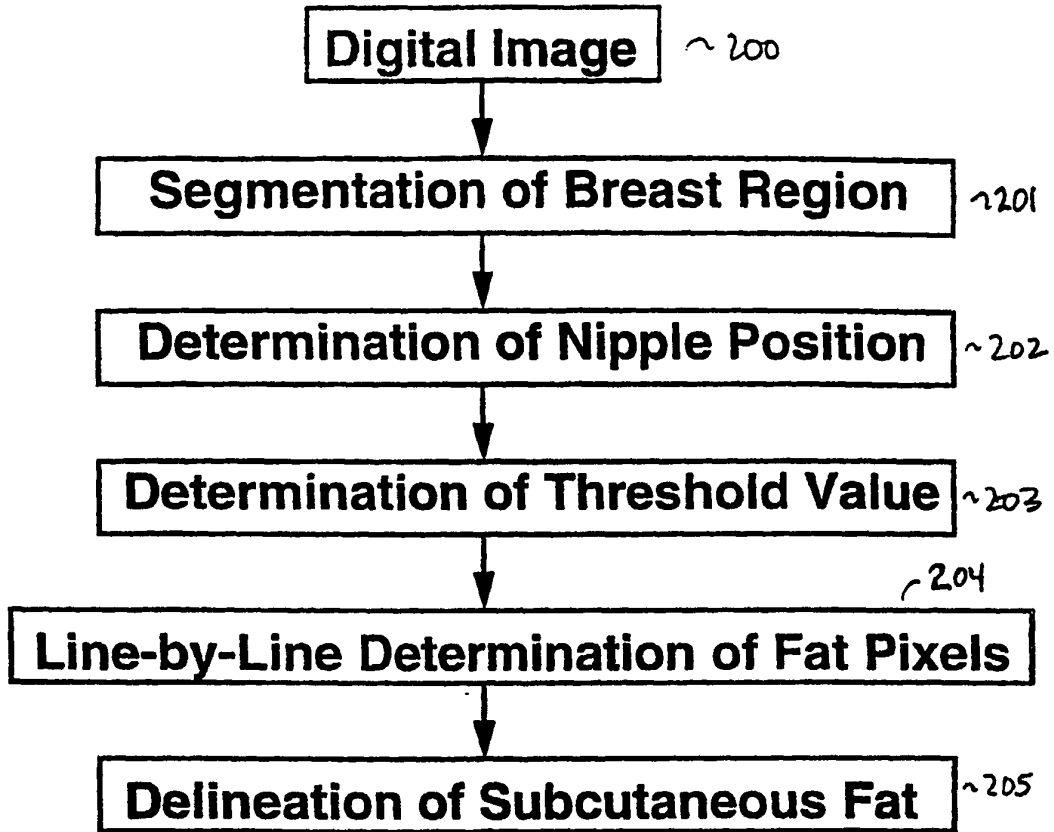 Digital Image ~ 200
Segmentation of Breast Region ~201
Determination of Nipple Position ~202
Determination of Threshold Value ~203
204
Line-by-Line Determination of Fat Pixels
Delineation of Subcutaneous Fat ~205